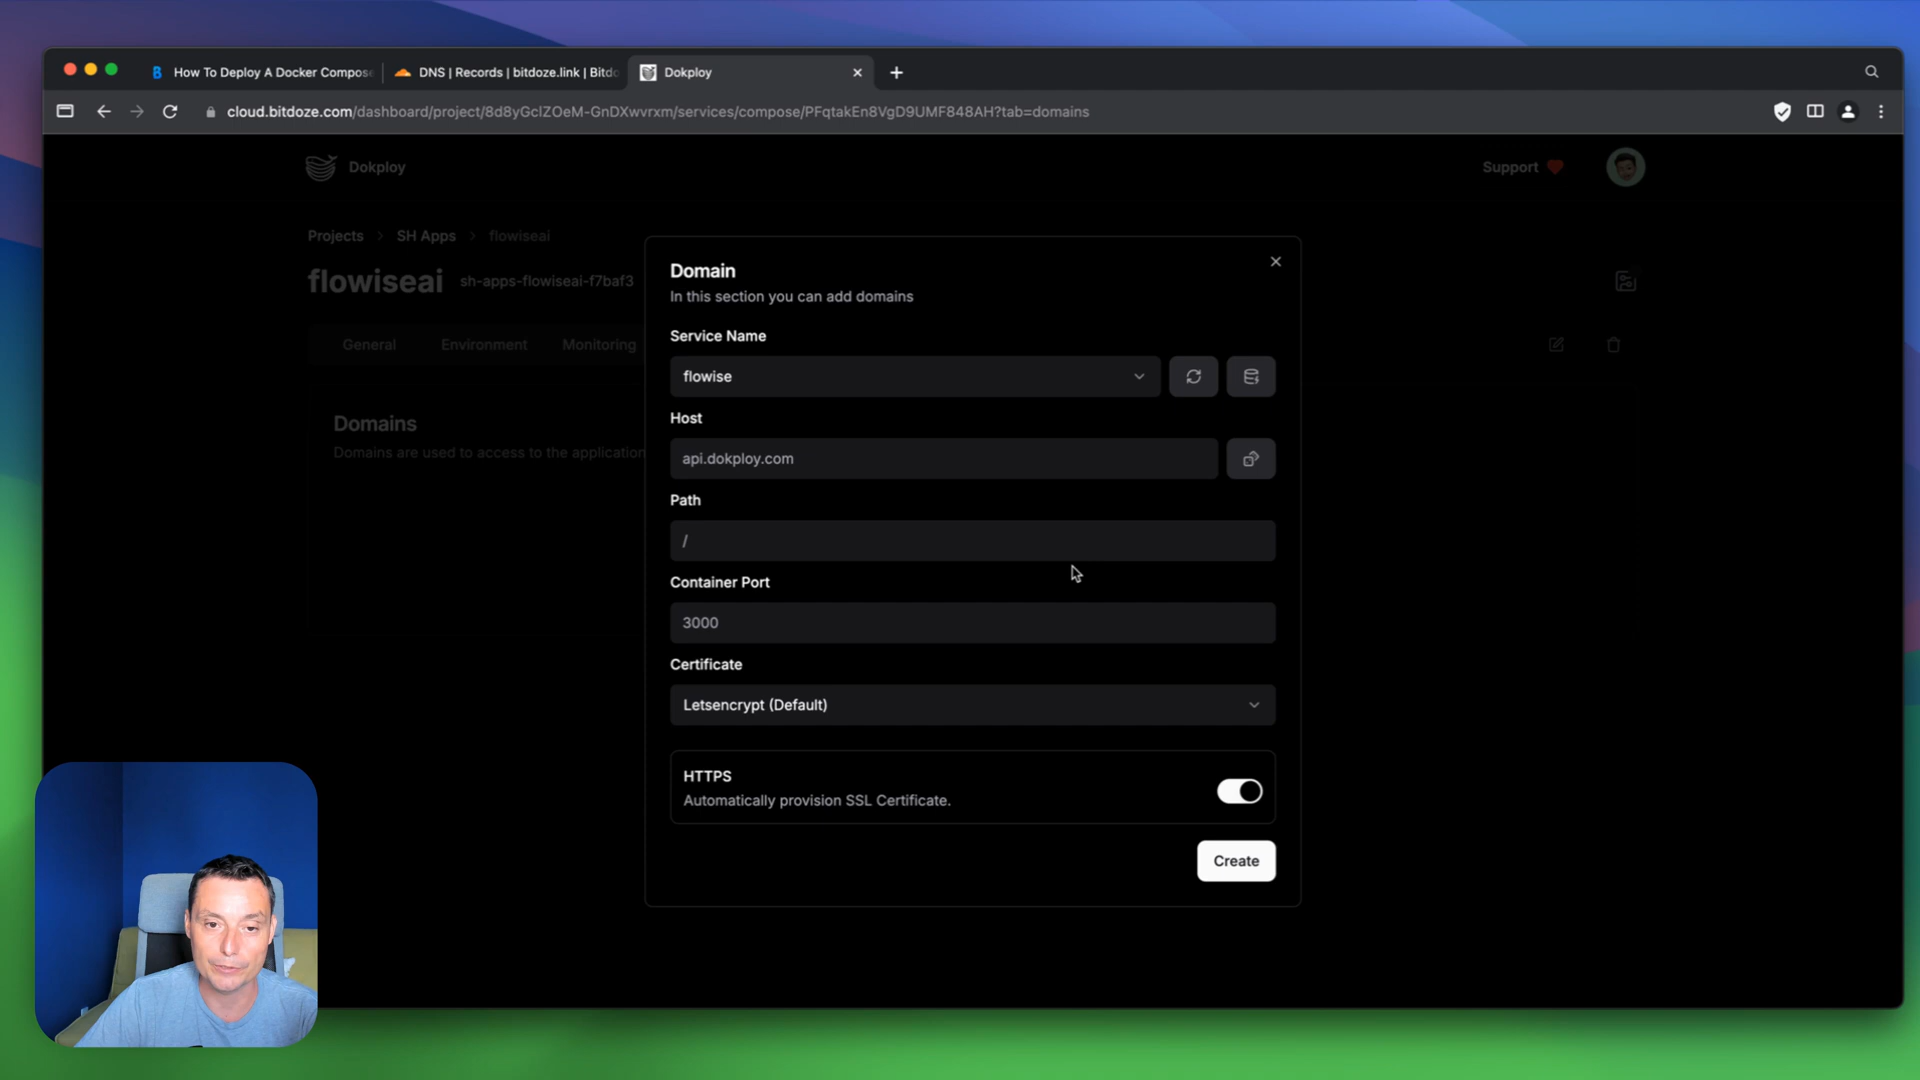 How To Deploy A Docker Compose
DNS | Records | bitdoze.link | Bitdo
Dokploy
cloud.bitdoze.com/dashboard/project/8d8yGclZOeM-GnDXwvrxm/services/compose/PFqtakEn8VgD9UMF848AH?tab=domains
Dokploy
Support
Projects > SH Apps > flowiseai
flowiseai sh-apps-flowiseai-f7baf3
General Environment Monitoring
Domains
Domains are used to access to the application
Domain
In this section you can add domains
Service Name
flowise
Host
api.dokploy.com
Path
/
Container Port
3000
Certificate
Letsencrypt (Default)
HTTPS
Automatically provision SSL Certificate.
Create